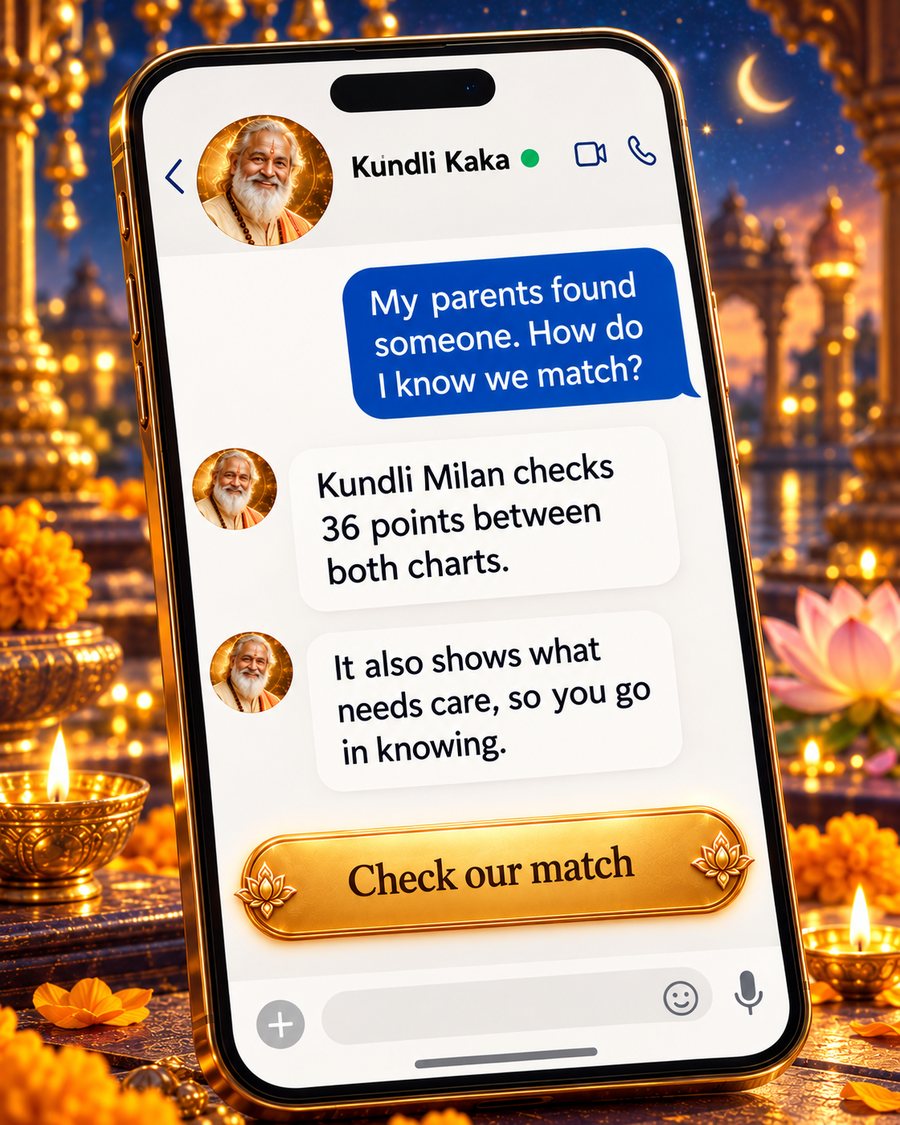 Kundli Kaka
My parents found
someone. How do
I know we match?
Kundli Milan checks
36 points between
both charts.
It also shows what
needs care, so you go
in knowing.
Check our match